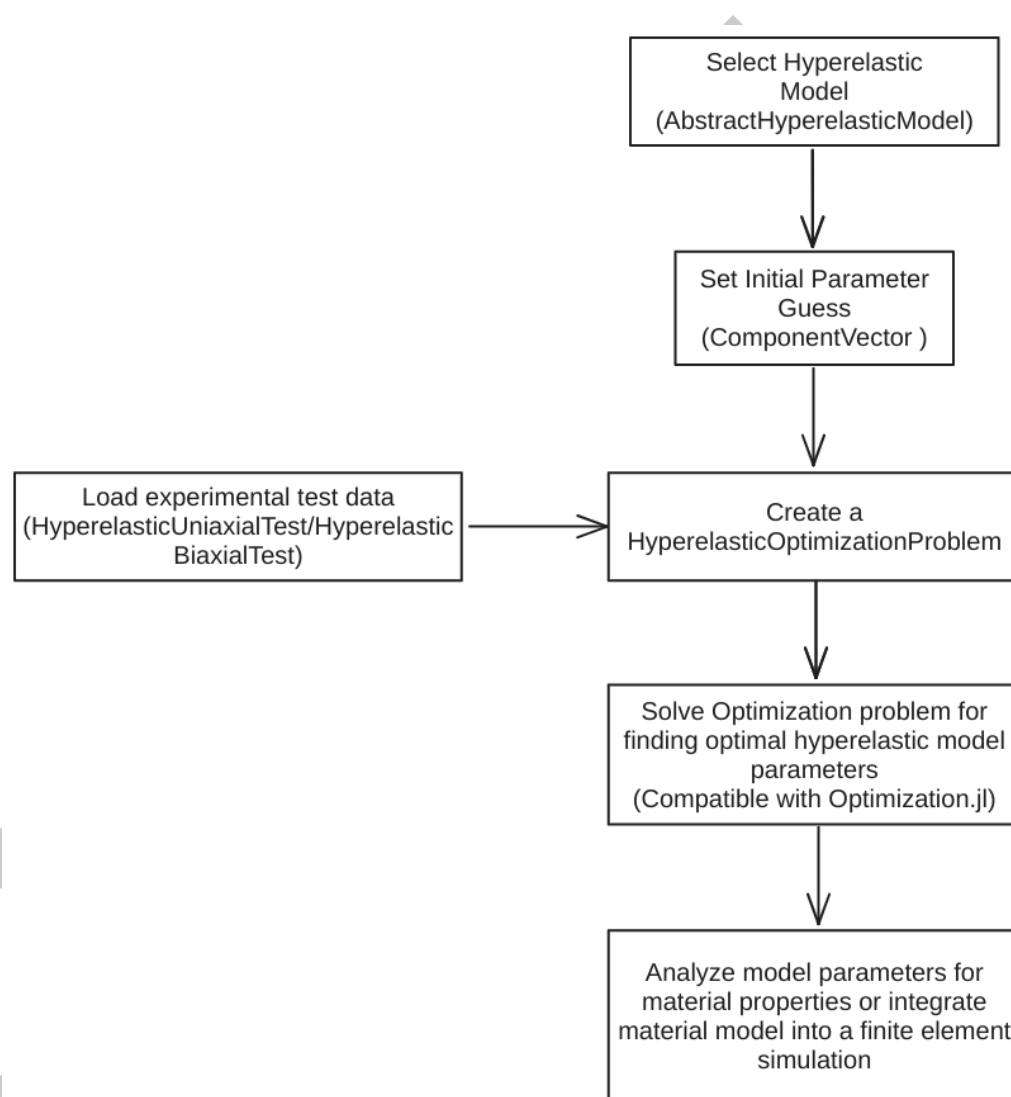 Select Hyperelastic
Model
(AbstractHyperelasticModel)
Set Initial Parameter
Guess
(ComponentVector )
Load experimental test data
(HyperelasticUniaxialTest/Hyperelastic
BiaxialTest)
Create a
HyperelasticOptimizationProblem
Solve Optimization problem for
finding optimal hyperelastic model
parameters
(Compatible with Optimization.jl)
Analyze model parameters for
material properties or integrate
material model into a finite element
simulation